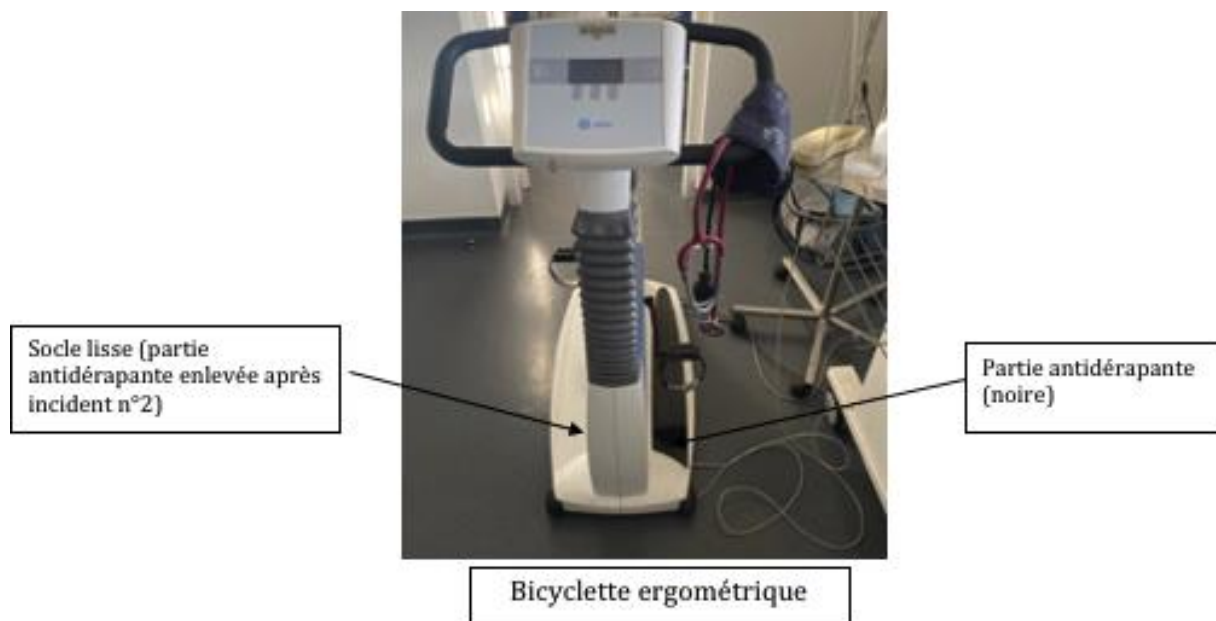 Socle lisse (partie
antidérapante enlevée après
incident n°2)
Partie antidérapante
(noire)
Bicyclette ergométrique